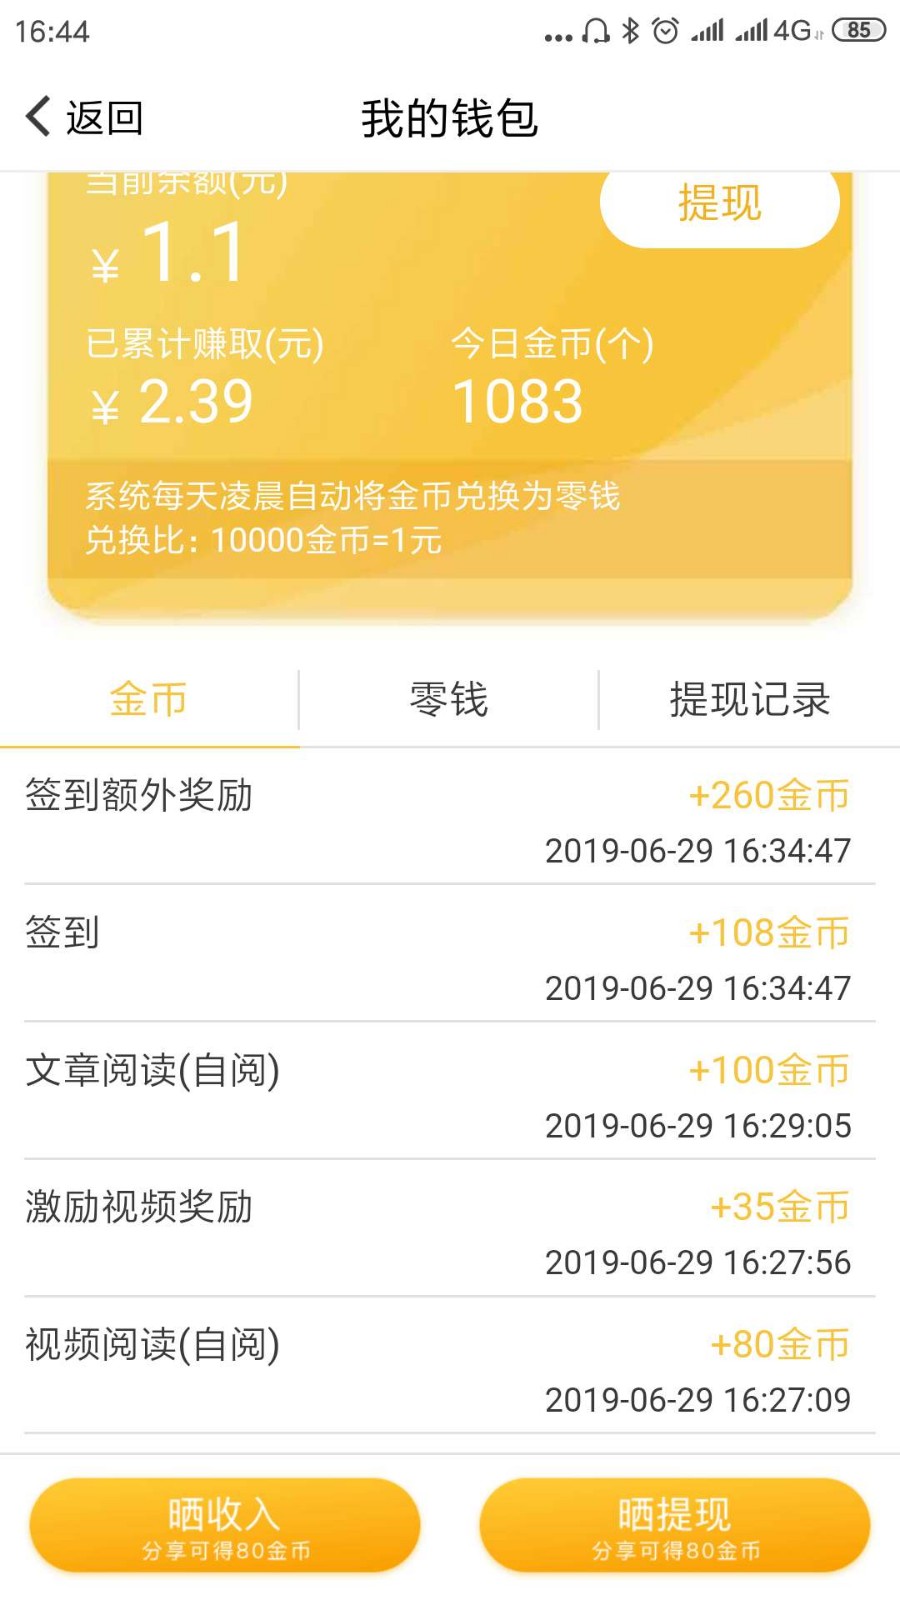 16:44
4G
85
返回
我的钱包
当前余额(元)
提现
¥ 1.1
已累计赚取(元)
今日金币(个)
¥ 2.39
1083
系统每天凌晨自动将金币兑换为零钱
兑换比: 10000金币=1元
金币
零钱
提现记录
签到额外奖励
+260金币
2019-06-29 16:34:47
签到
+108金币
2019-06-29 16:34:47
文章阅读(自阅)
+100金币
2019-06-29 16:29:05
激励视频奖励
+35金币
2019-06-29 16:27:56
视频阅读(自阅)
+80金币
2019-06-29 16:27:09
晒收入
分享可得80金币
晒提现
分享可得80金币